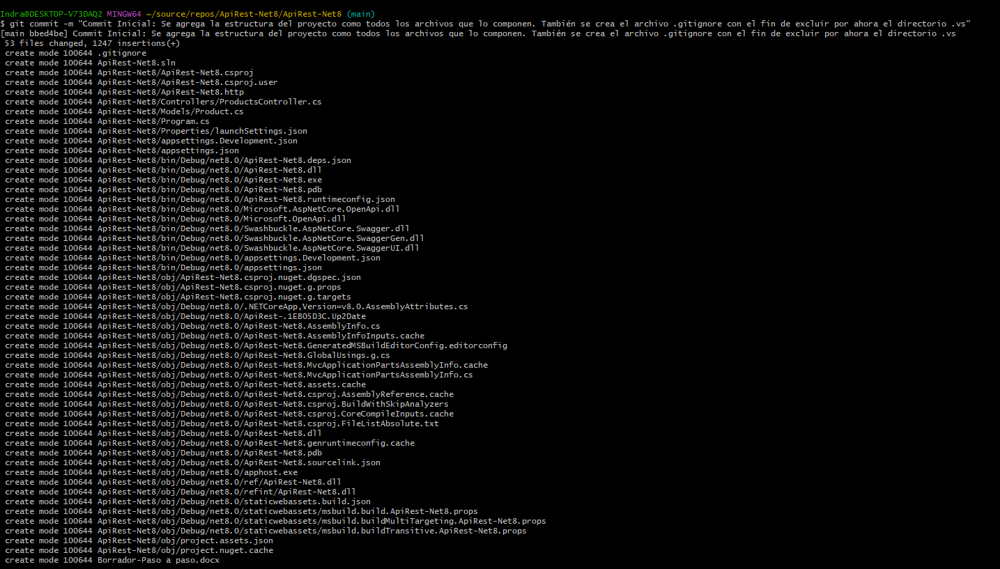 Indra@DESKTOP-V73DAQ2 MINGW64 ~/source/repos/ApiRest-Net8/ApiRest-Net8 (main)
$ git commit -m "Commit Inicial: Se agrega la estructura del proyecto como todos los archivos que lo componen. También se crea el archivo .gitignore con el fin de excluir por ahora el directorio .vs"
[main bbed4be] Commit Inicial: Se agrega la estructura del proyecto como todos los archivos que lo componen. También se crea el archivo .gitignore con el fin de excluir por ahora el directorio .vs
53 files changed, 1247 insertions(+)
create mode 100644 .gitignore
create mode 100644 ApiRest-Net8.sln
create mode 100644 ApiRest-Net8/ApiRest-Net8.csproj
create mode 100644 ApiRest-Net8/ApiRest-Net8.csproj.user
create mode 100644 ApiRest-Net8/ApiRest-Net8.http
create mode 100644 ApiRest-Net8/Controllers/ProductsController.cs
create mode 100644 ApiRest-Net8/Models/Product.cs
create mode 100644 ApiRest-Net8/Program.cs
create mode 100644 ApiRest-Net8/Properties/launchSettings.json
create mode 100644 ApiRest-Net8/appsettings.Development.json
create mode 100644 ApiRest-Net8/appsettings.json
create mode 100644 ApiRest-Net8/bin/Debug/net8.0/ApiRest-Net8.deps.json
create mode 100644 ApiRest-Net8/bin/Debug/net8.0/ApiRest-Net8.dll
create mode 100644 ApiRest-Net8/bin/Debug/net8.0/ApiRest-Net8.exe
create mode 100644 ApiRest-Net8/bin/Debug/net8.0/ApiRest-Net8.pdb
create mode 100644 ApiRest-Net8/bin/Debug/net8.0/ApiRest-Net8.runtimeconfig.json
create mode 100644 ApiRest-Net8/bin/Debug/net8.0/Microsoft.AspNetCore.OpenApi.dll
create mode 100644 ApiRest-Net8/bin/Debug/net8.0/Microsoft.OpenApi.dll
create mode 100644 ApiRest-Net8/bin/Debug/net8.0/Swashbuckle.AspNetCore.Swagger.dll
create mode 100644 ApiRest-Net8/bin/Debug/net8.0/Swashbuckle.AspNetCore.SwaggerGen.dll
create mode 100644 ApiRest-Net8/bin/Debug/net8.0/Swashbuckle.AspNetCore.SwaggerUI.dll
create mode 100644 ApiRest-Net8/bin/Debug/net8.0/appsettings.Development.json
create mode 100644 ApiRest-Net8/bin/Debug/net8.0/appsettings.json
create mode 100644 ApiRest-Net8/obj/ApiRest-Net8.csproj.nuget.dgspec.json
create mode 100644 ApiRest-Net8/obj/ApiRest-Net8.csproj.nuget.g.props
create mode 100644 ApiRest-Net8/obj/ApiRest-Net8.csproj.nuget.g.targets
create mode 100644 ApiRest-Net8/obj/Debug/net8.0/.NETCoreApp,Version=v8.0.AssemblyAttributes.cs
create mode 100644 ApiRest-Net8/obj/Debug/net8.0/ApiRest-.1EB05D3C.Up2Date
create mode 100644 ApiRest-Net8/obj/Debug/net8.0/ApiRest-Net8.AssemblyInfo.cs
create mode 100644 ApiRest-Net8/obj/Debug/net8.0/ApiRest-Net8.AssemblyInfoInputs.cache
create mode 100644 ApiRest-Net8/obj/Debug/net8.0/ApiRest-Net8.GeneratedMSBuildEditorConfig.editorconfig
create mode 100644 ApiRest-Net8/obj/Debug/net8.0/ApiRest-Net8.GlobalUsings.g.cs
create mode 100644 ApiRest-Net8/obj/Debug/net8.0/ApiRest-Net8.MvcApplicationPartsAssemblyInfo.cache
create mode 100644 ApiRest-Net8/obj/Debug/net8.0/ApiRest-Net8.MvcApplicationPartsAssemblyInfo.cs
create mode 100644 ApiRest-Net8/obj/Debug/net8.0/ApiRest-Net8.assets.cache
create mode 100644 ApiRest-Net8/obj/Debug/net8.0/ApiRest-Net8.csproj.AssemblyReference.cache
create mode 100644 ApiRest-Net8/obj/Debug/net8.0/ApiRest-Net8.csproj.BuildWithSkipAnalyzers
create mode 100644 ApiRest-Net8/obj/Debug/net8.0/ApiRest-Net8.csproj.CoreCompileInputs.cache
create mode 100644 ApiRest-Net8/obj/Debug/net8.0/ApiRest-Net8.csproj.FileListAbsolute.txt
create mode 100644 ApiRest-Net8/obj/Debug/net8.0/ApiRest-Net8.dll
create mode 100644 ApiRest-Net8/obj/Debug/net8.0/ApiRest-Net8.genruntimeconfig.cache
create mode 100644 ApiRest-Net8/obj/Debug/net8.0/ApiRest-Net8.pdb
create mode 100644 ApiRest-Net8/obj/Debug/net8.0/ApiRest-Net8.sourcelink.json
create mode 100644 ApiRest-Net8/obj/Debug/net8.0/apphost.exe
create mode 100644 ApiRest-Net8/obj/Debug/net8.0/ref/ApiRest-Net8.dll
create mode 100644 ApiRest-Net8/obj/Debug/net8.0/refint/ApiRest-Net8.dll
create mode 100644 ApiRest-Net8/obj/Debug/net8.0/staticwebassets.build.json
create mode 100644 ApiRest-Net8/obj/Debug/net8.0/staticwebassets/msbuild.build.ApiRest-Net8.props
create mode 100644 ApiRest-Net8/obj/Debug/net8.0/staticwebassets/msbuild.buildMultiTargeting.ApiRest-Net8.props
create mode 100644 ApiRest-Net8/obj/Debug/net8.0/staticwebassets/msbuild.buildTransitive.ApiRest-Net8.props
create mode 100644 ApiRest-Net8/obj/project.assets.json
create mode 100644 ApiRest-Net8/obj/project.nuget.cache
create mode 100644 Borrador-Paso a paso.docx